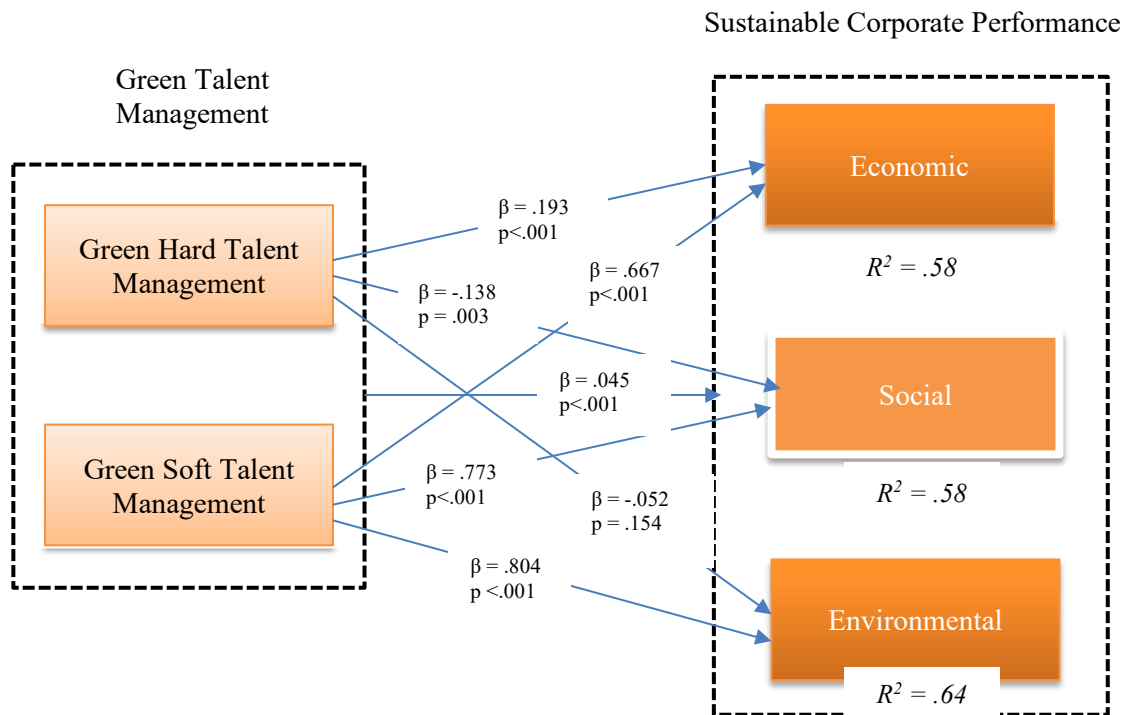 Sustainable Corporate Performance
Green Talent
Management
Economic
β = .193
p<.001
Green Hard Talent
Management
β = .667
p<.001
R² = .58
β = -.138
p = .003
β = .045
p<.001
Social
Green Soft Talent
Management
β = .773
p<.001
β = -.052
p = .154
R² = .58
β = .804
p <.001
Environmental
R² = .64